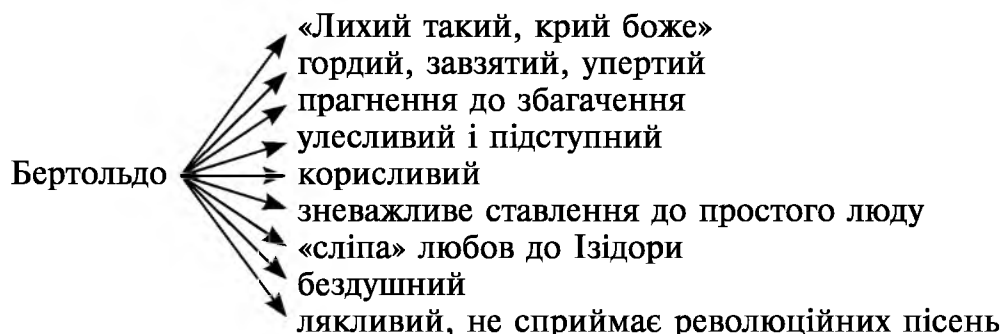 «Лихий такий, крий боже»
гордий, завзятий, упертий
прагнення до збагачення
улесливий і підступний
Бертольдо корисливий
зневажливе ставлення до простого люду
«сліпа» любов до Ізідори
бездушний
лякливий, не сприймає революційних пісень